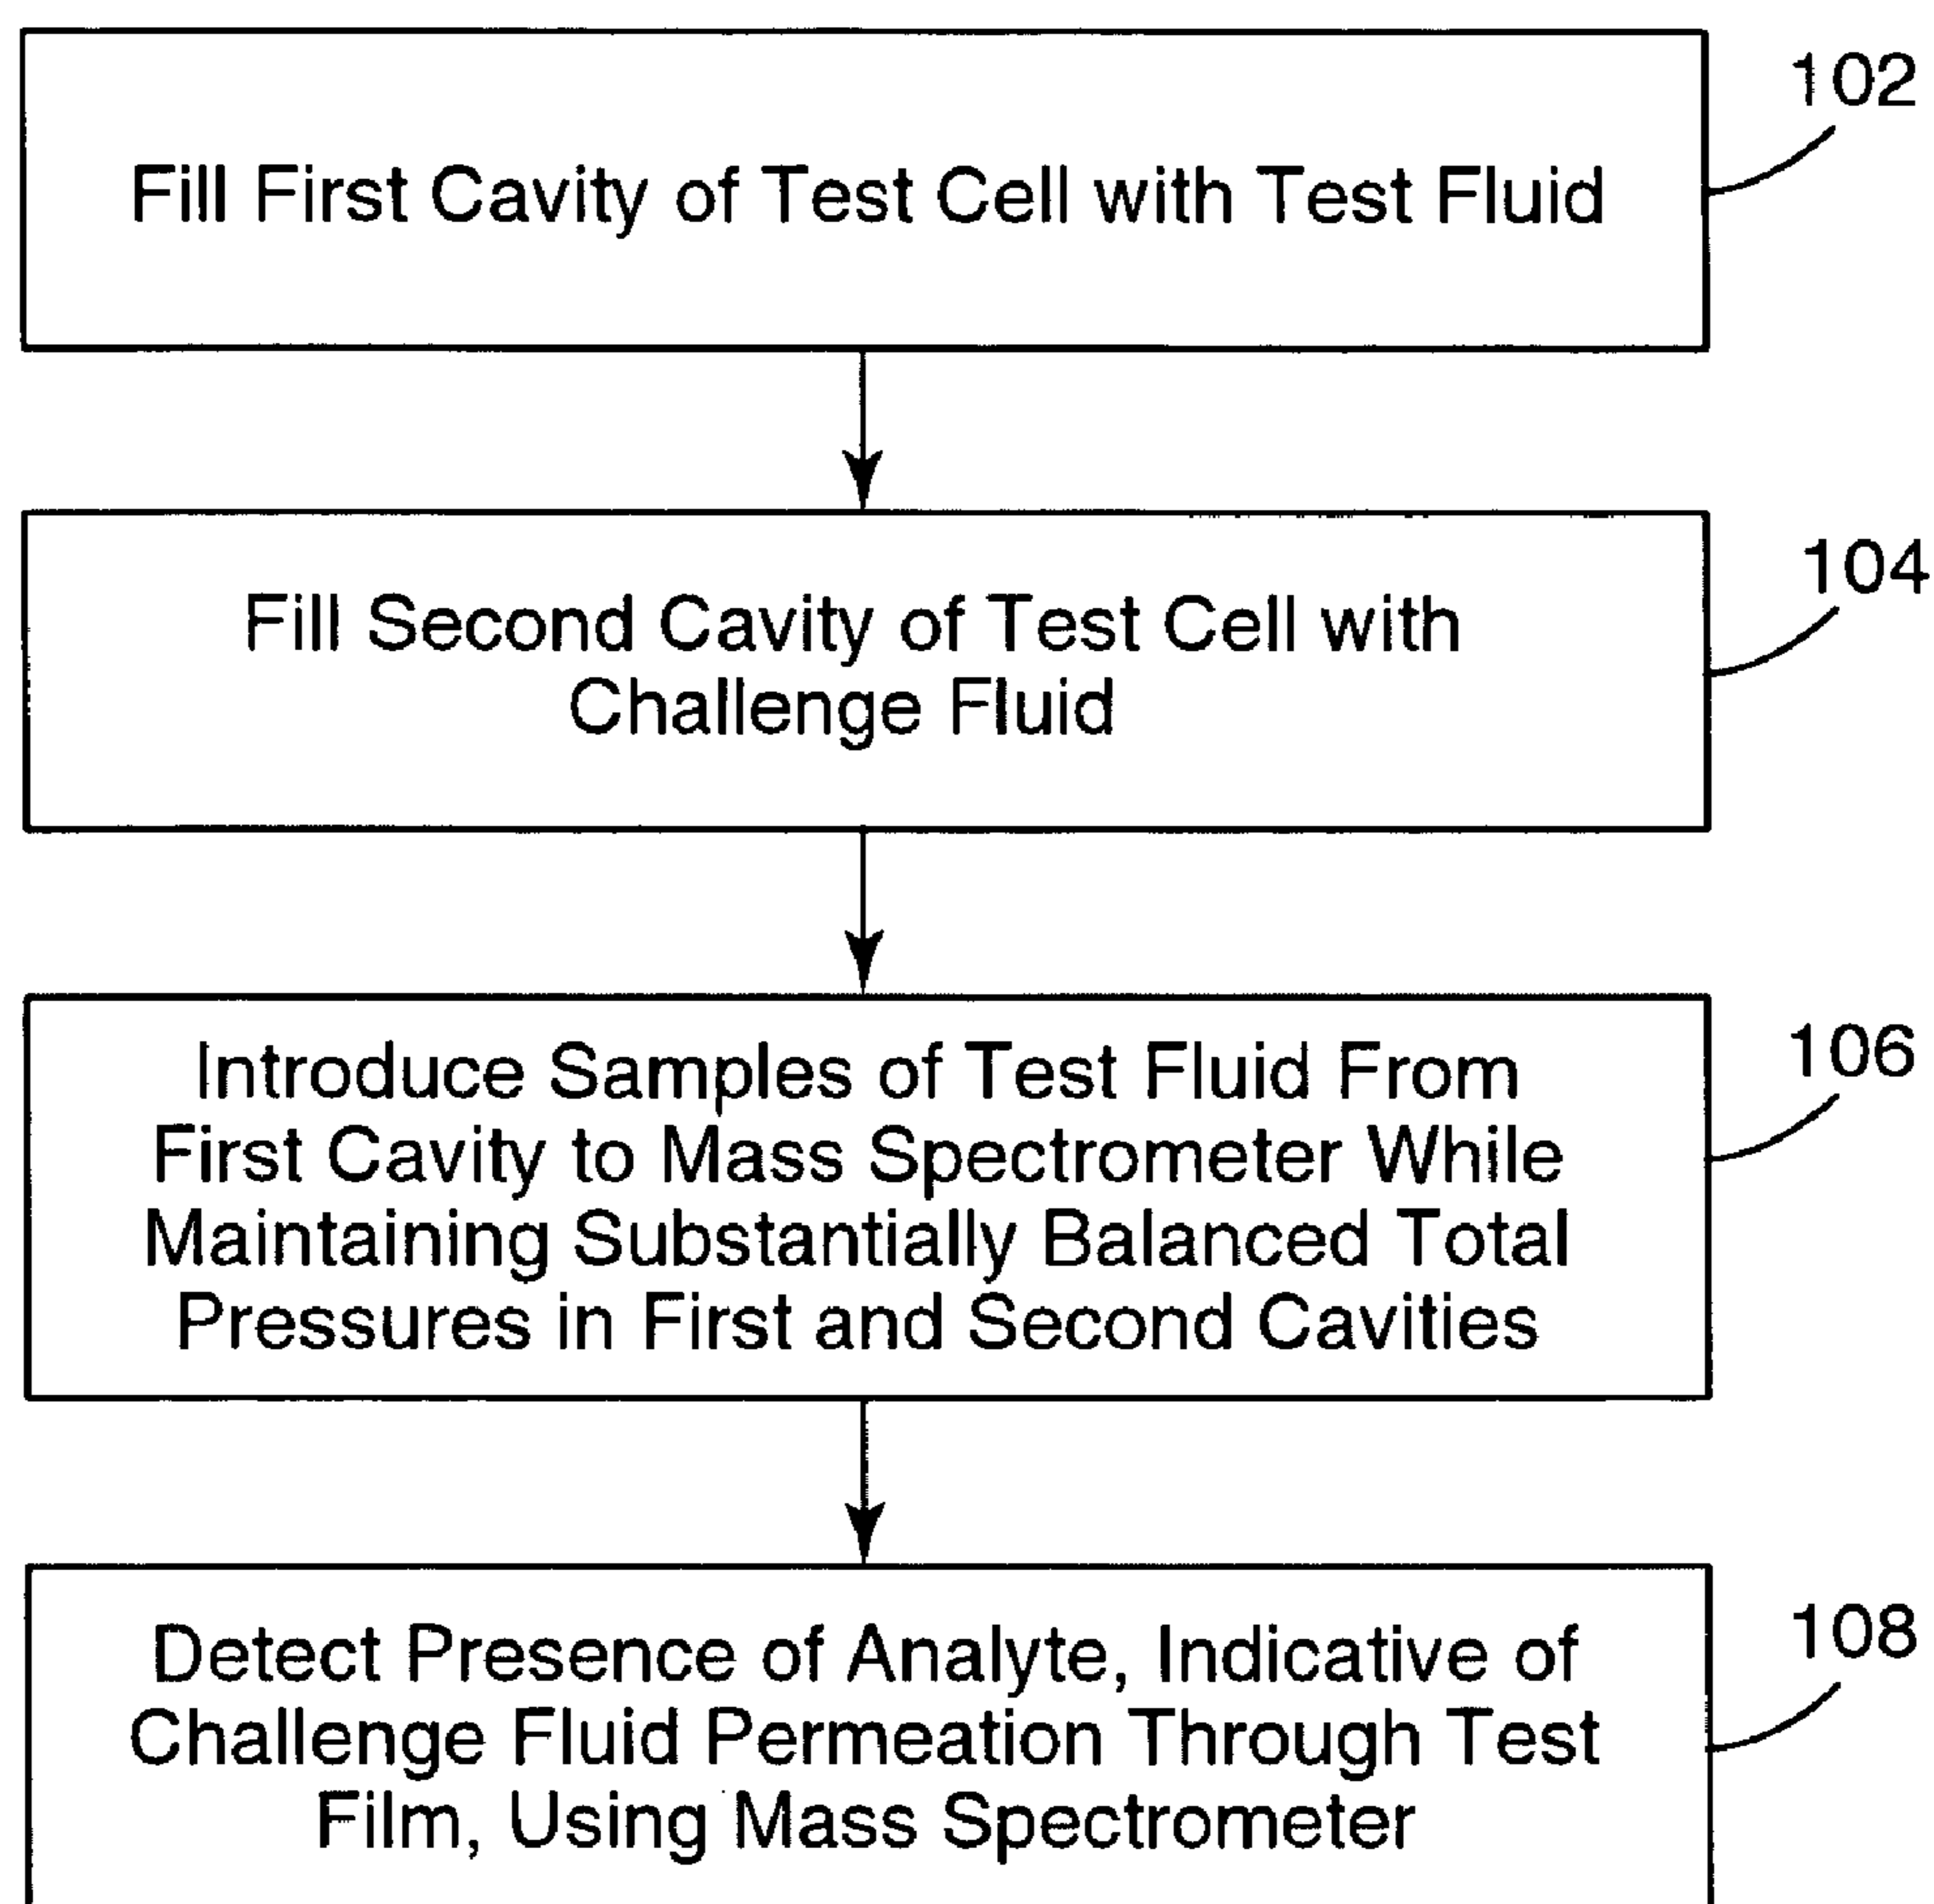 102
Fill First Cavity of Test Cell with Test Fluid
104
Fill Second Cavity of Test Cell with
Challenge Fluid
106
Introduce Samples of Test Fluid From
First Cavity to Mass Spectrometer While
Maintaining Substantially Balanced Total
Pressures in First and Second Cavities
108
Detect Presence of Analyte, Indicative of
Challenge Fluid Permeation Through Test
Film, Using Mass Spectrometer